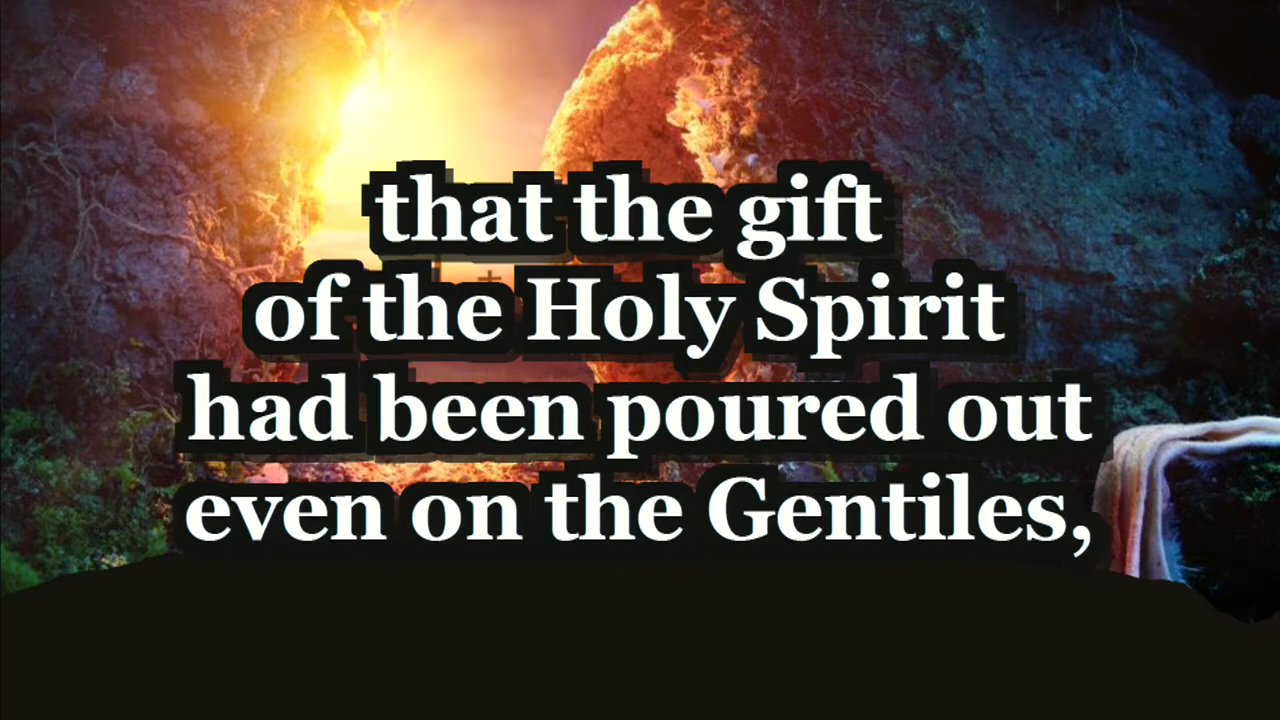 that the gift
of the Holy Spirit
had been poured out
even on the Gentiles,